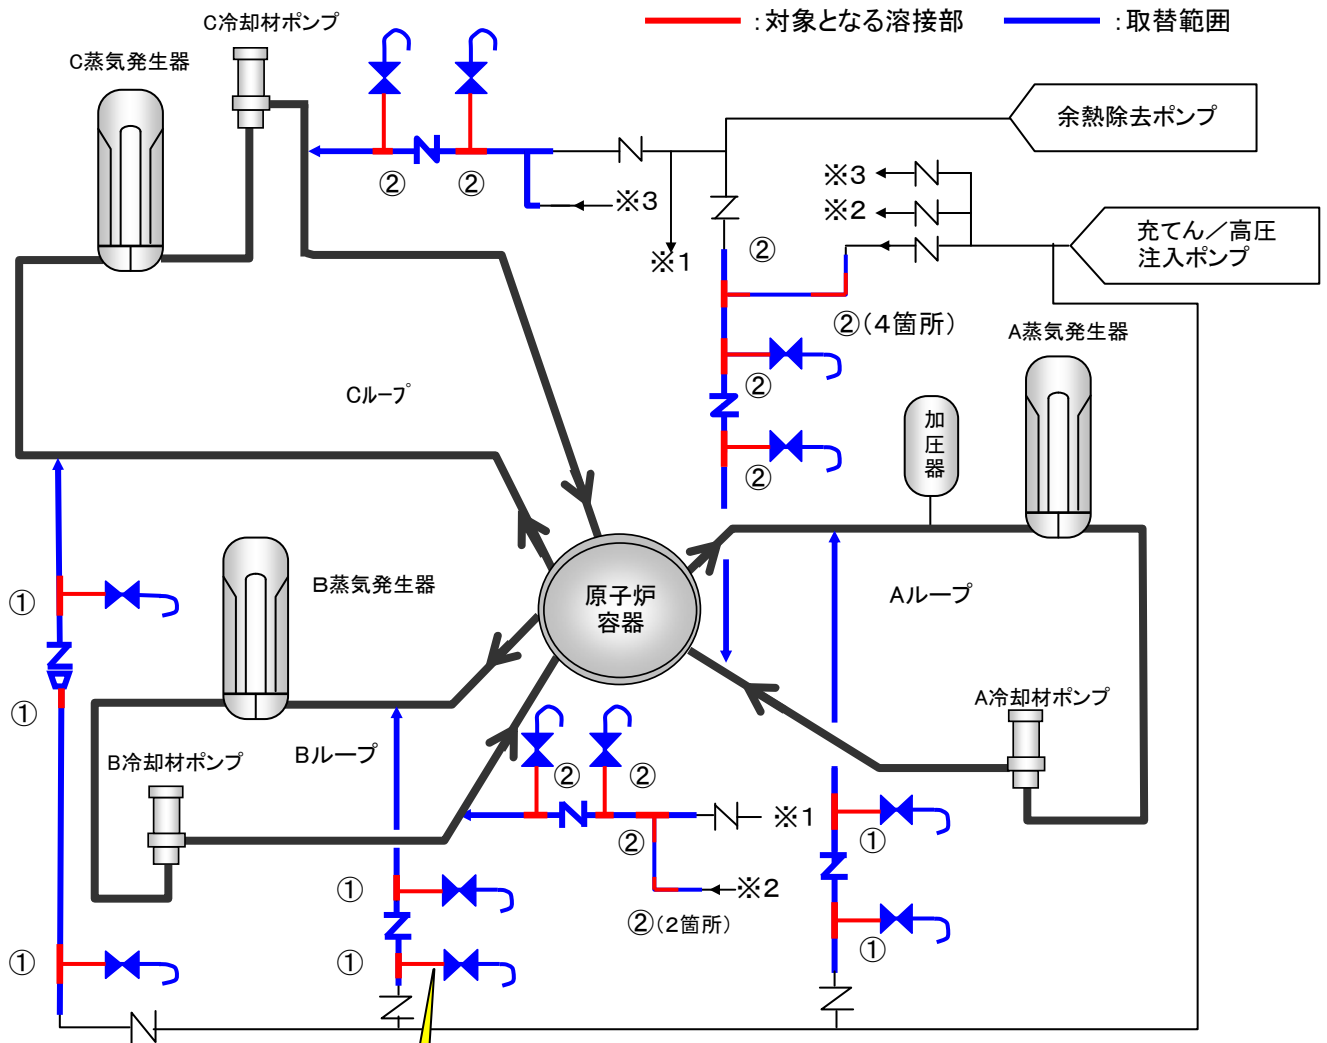 C冷却材ポンプ
:対象となる溶接部
:取替範囲
C蒸気発生器
余熱除去ポンプ
※3
※2
② ②
※3
※1
②
充てん／高圧
注入ポンプ
②(４箇所)
A蒸気発生器
②
Cループ
加
圧
器
②
①
B蒸気発生器
原子炉
容器
Aループ
①
A冷却材ポンプ
Bループ
B冷却材ポンプ
② ②
※1
②
①
①
※2
②(２箇所)
①
①
①